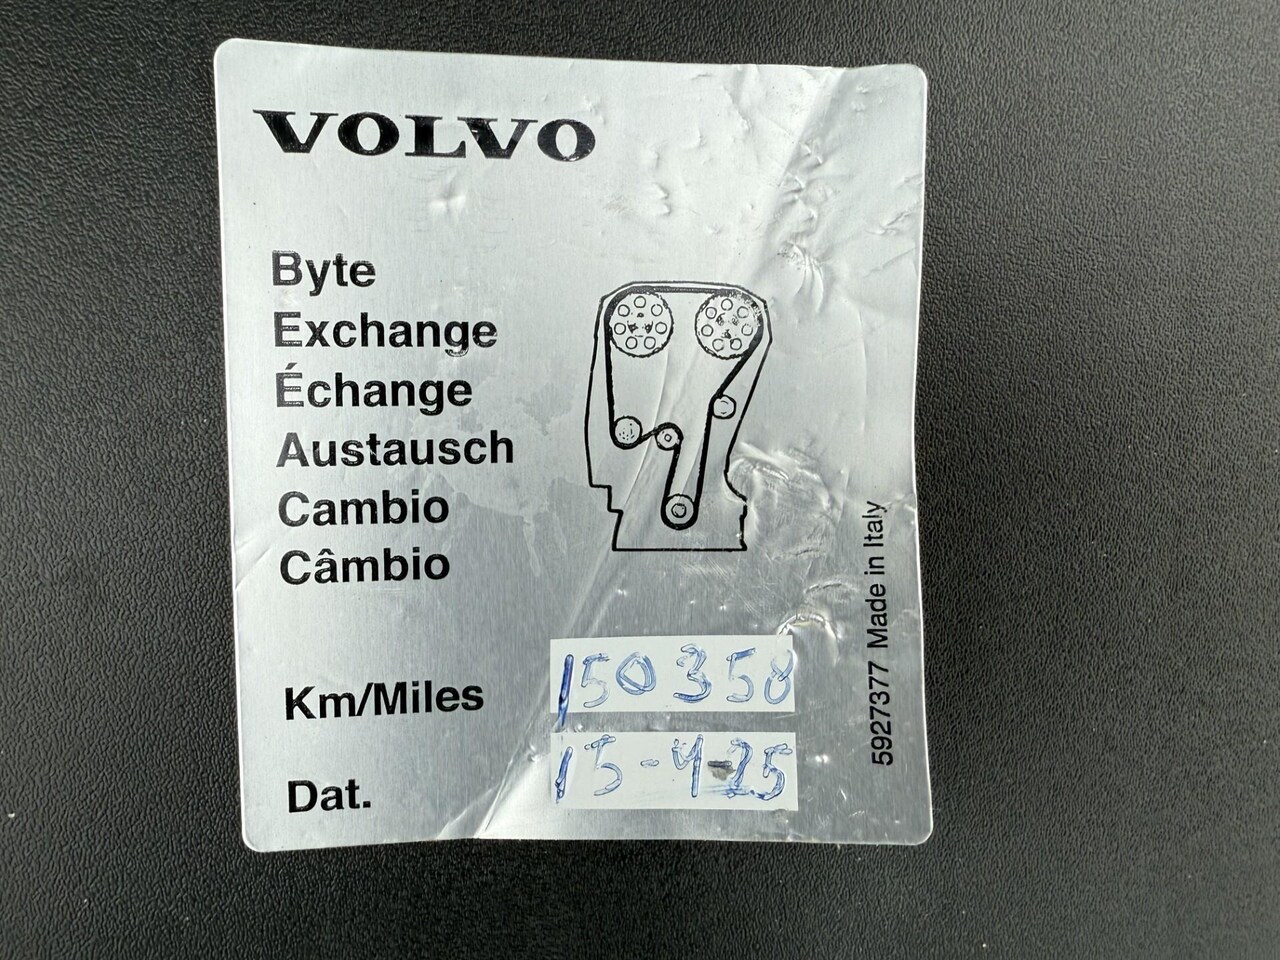 VOLVO
Byte
Exchange
Échange
Austausch
Cambio
Câmbio
Km/Miles 150358
Dat. 15-4-25
5927377 Made in Italy